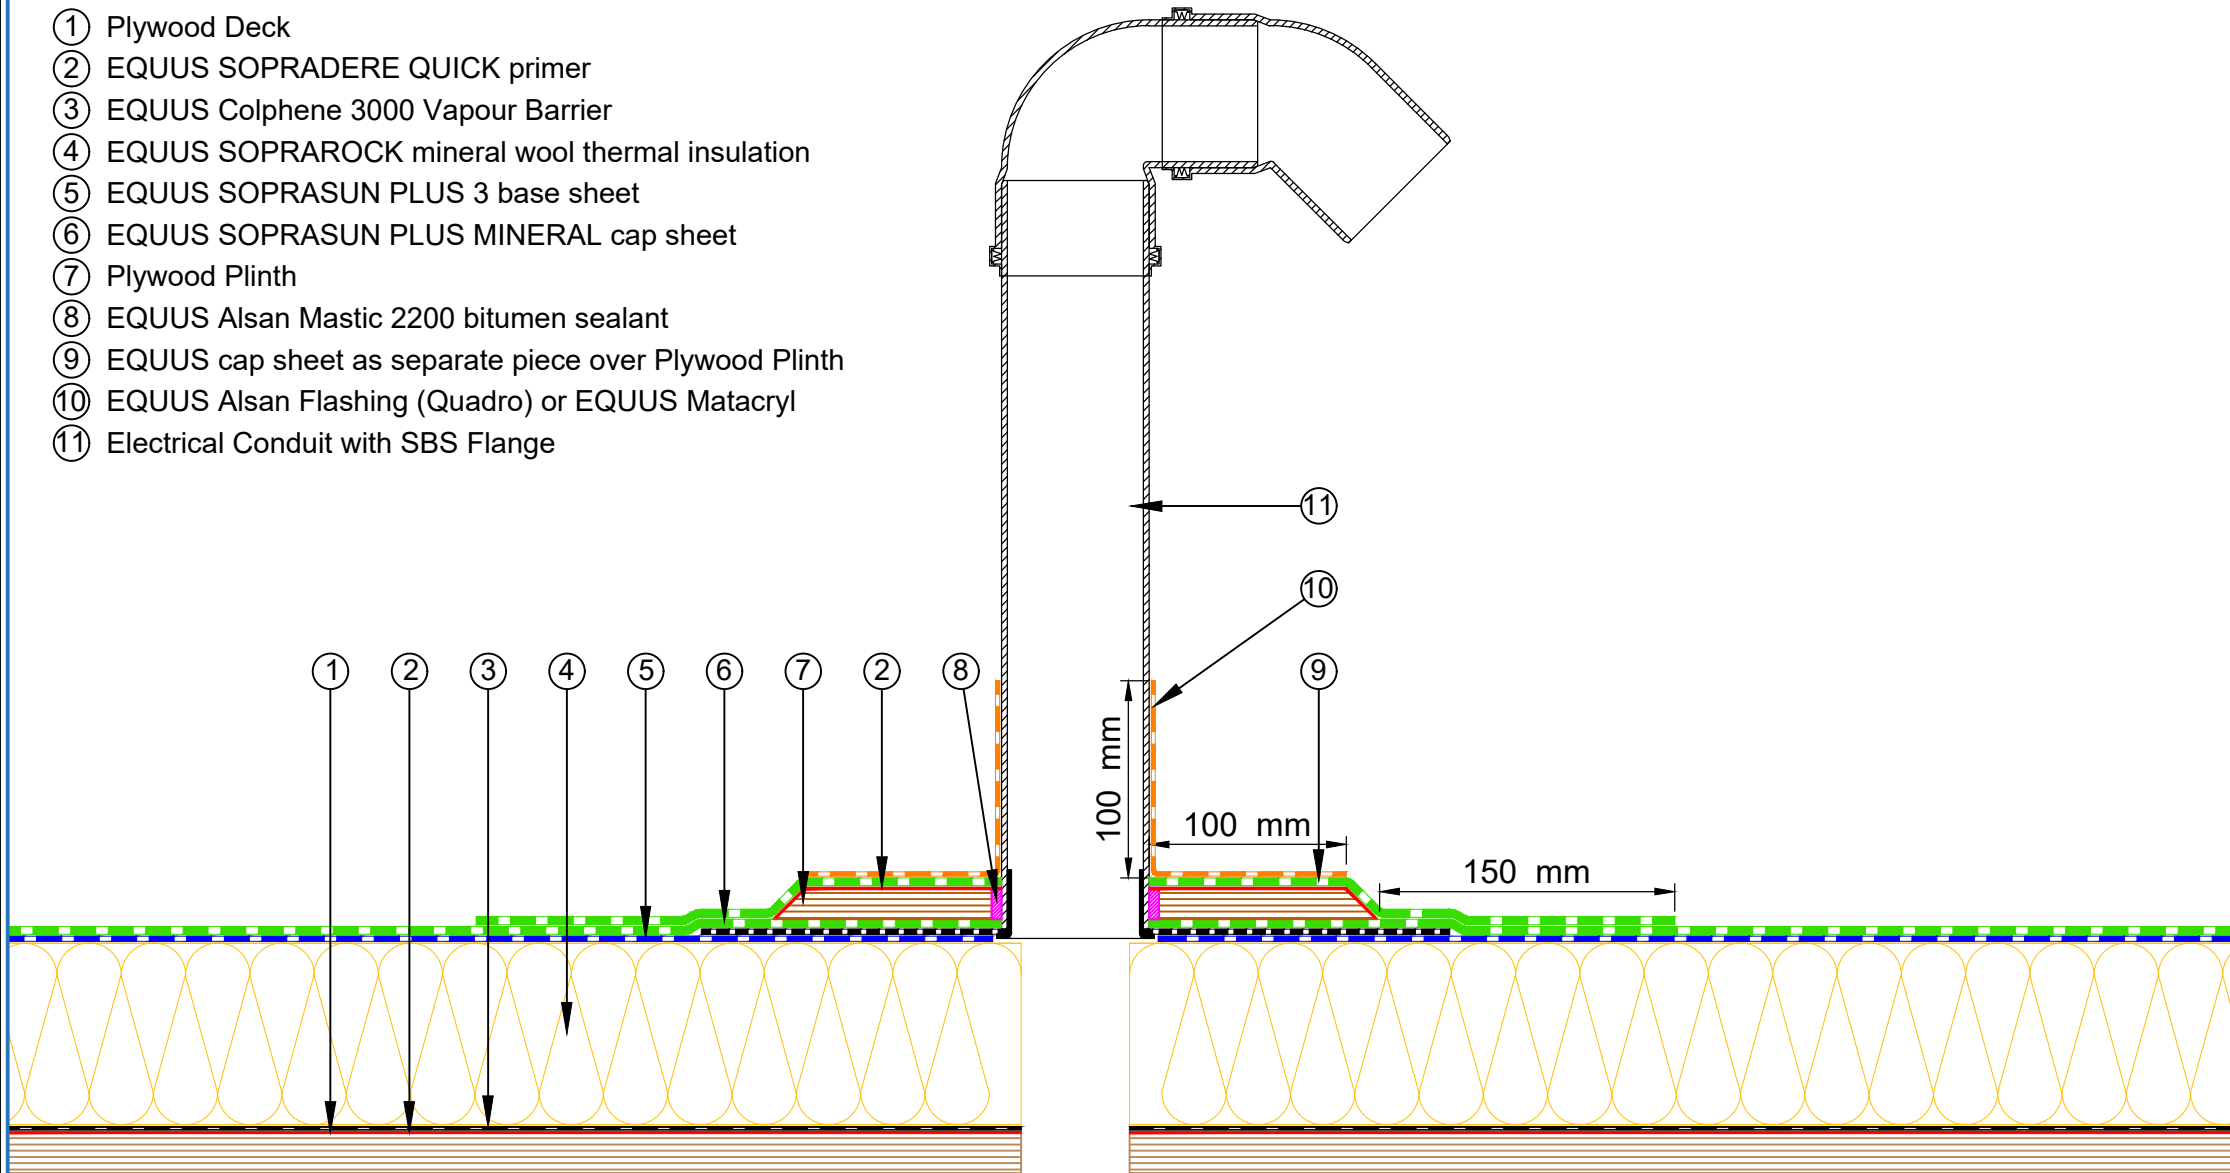 ① Plywood Deck
② EQUUS SOPRADERE QUICK primer
③ EQUUS Colphene 3000 Vapour Barrier
④ EQUUS SOPRAROCK mineral wool thermal insulation
⑤ EQUUS SOPRASUN PLUS 3 base sheet
⑥ EQUUS SOPRASUN PLUS MINERAL cap sheet
⑦ Plywood Plinth
⑧ EQUUS Alsan Mastic 2200 bitumen sealant
⑨ EQUUS cap sheet as separate piece over Plywood Plinth
⑩ EQUUS Alsan Flashing (Quadro) or EQUUS Matacryl
⑪ Electrical Conduit with SBS Flange
⑪
⑩
① ② ③ ④ ⑤ ⑥ ⑦ ② ⑧ ⑨
100 mm
100 mm
150 mm